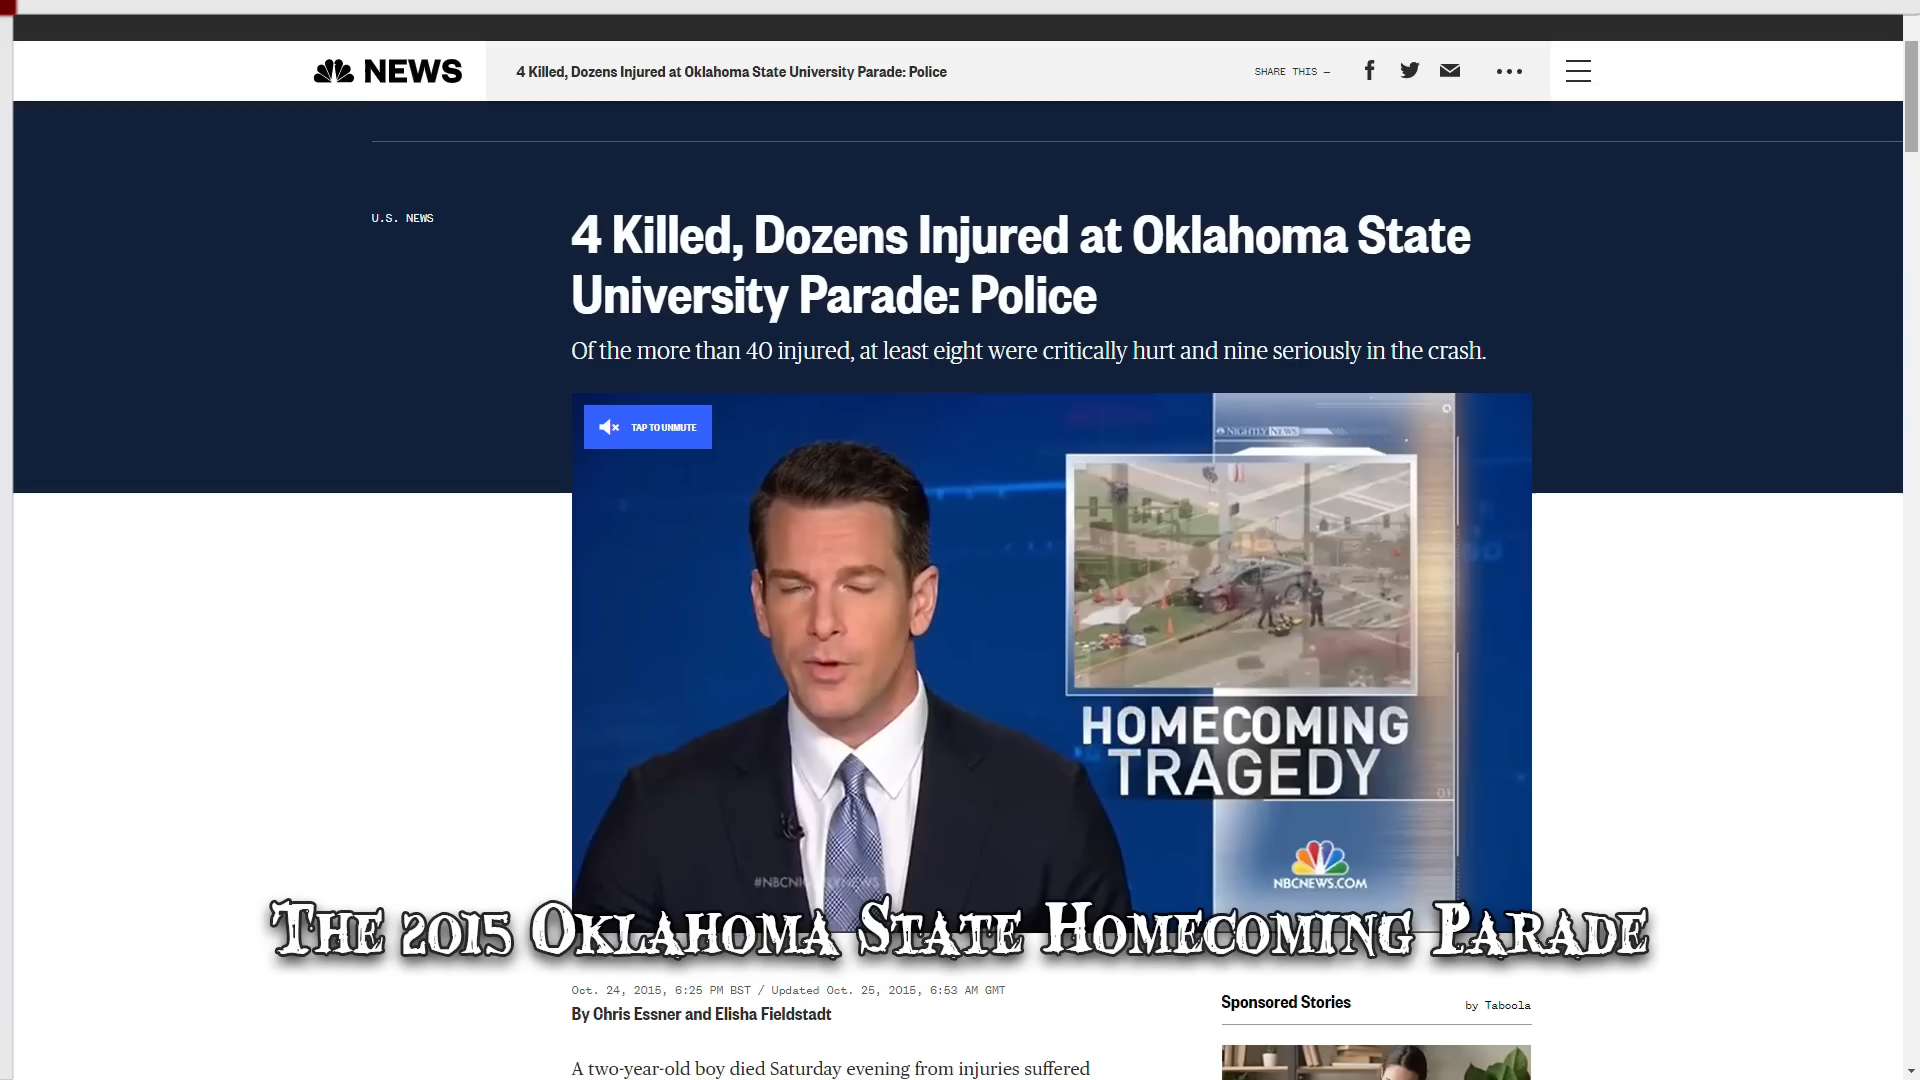 NEWS
4 Killed, Dozens Injured at Oklahoma State University Parade: Police
SHARE THIS —
U.S. NEWS
4 Killed, Dozens Injured at Oklahoma State
University Parade: Police
Of the more than 40 injured, at least eight were critically hurt and nine seriously in the crash.
TAP TO UNMUTE
NIGHTLY NEWS
HOMECOMING
TRAGEDY
#NBCNIGHTLYNEWS
NBCNEWS.COM
THE 2015 OKLAHOMA STATE HOMECOMING PARADE
Oct. 24, 2015, 6:25 PM BST / Updated Oct. 25, 2015, 6:53 AM GMT
By Chris Essner and Elisha Fieldstadt
Sponsored Stories
by Taboola
A two-year-old boy died Saturday evening from injuries suffered